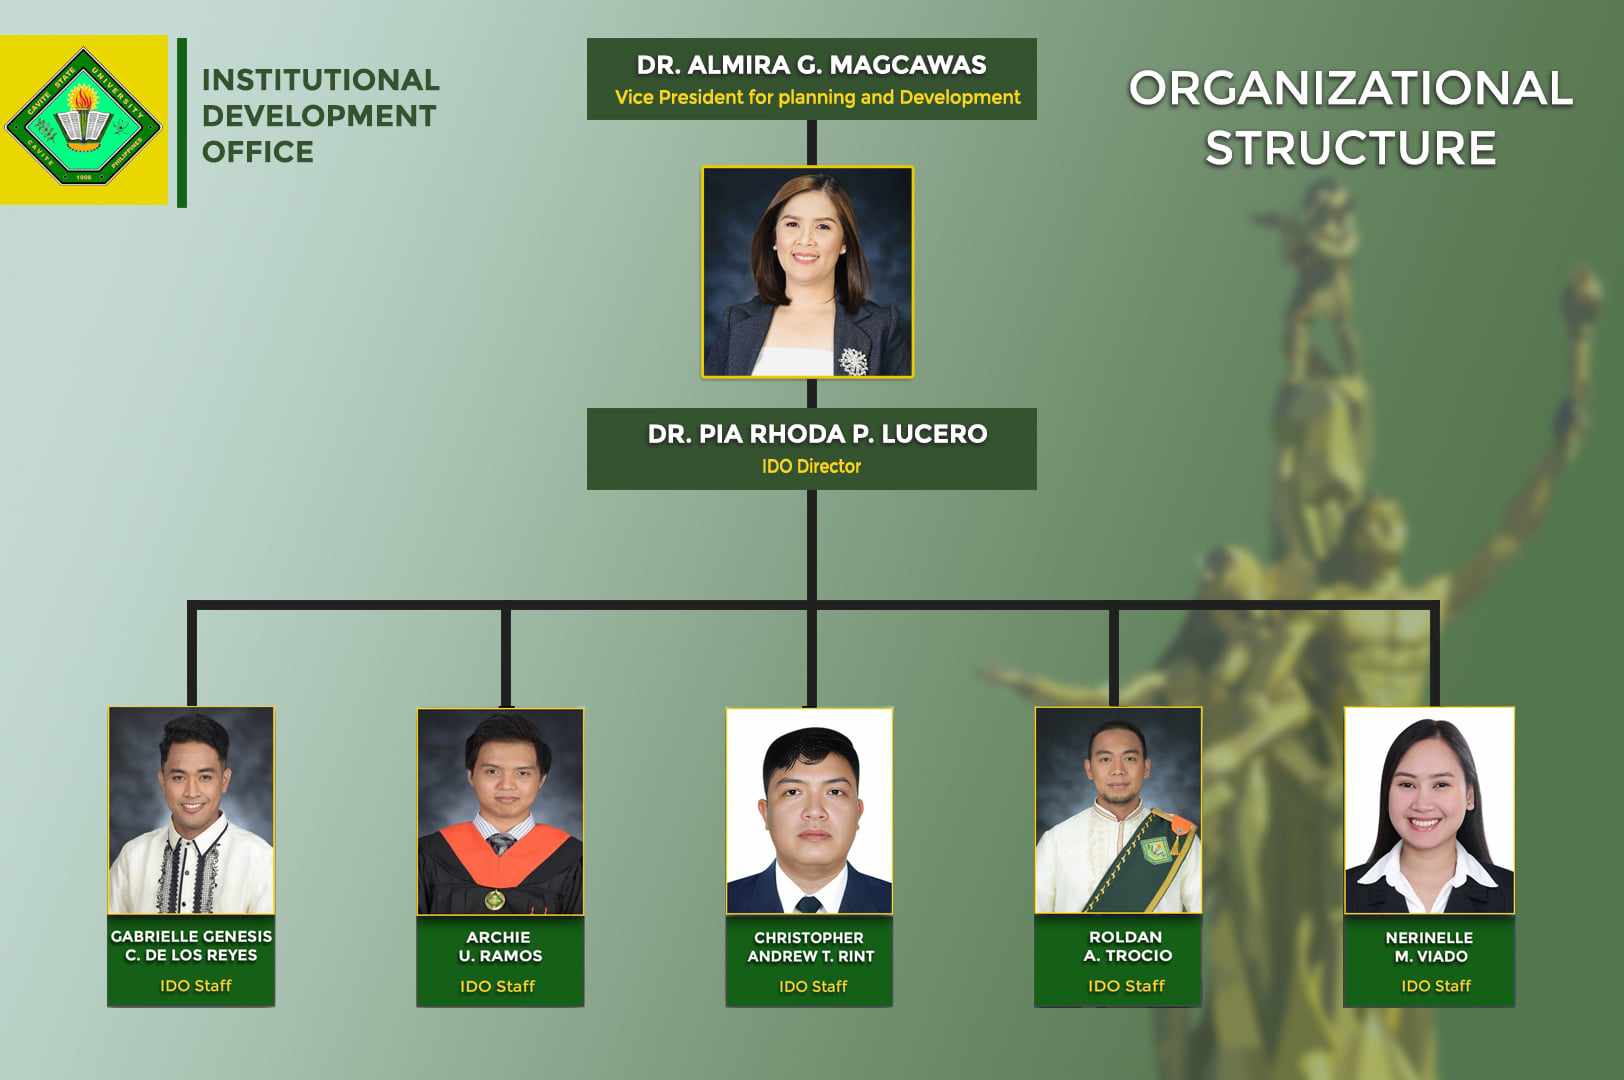 CAVITE STATE UNIVERSITY
CAVITE PHILIPPINES
1906
INSTITUTIONAL
DEVELOPMENT
OFFICE
DR. ALMIRA G. MAGCAWAS
Vice President for planning and Development
ORGANIZATIONAL
STRUCTURE
DR. PIA RHODA P. LUCERO
IDO Director
GABRIELLE GENESIS
C. DE LOS REYES
IDO Staff
ARCHIE
U. RAMOS
IDO Staff
CHRISTOPHER
ANDREW T. RINT
IDO Staff
ROLDAN
A. TROCIO
IDO Staff
NERINELLE
M. VIADO
IDO Staff